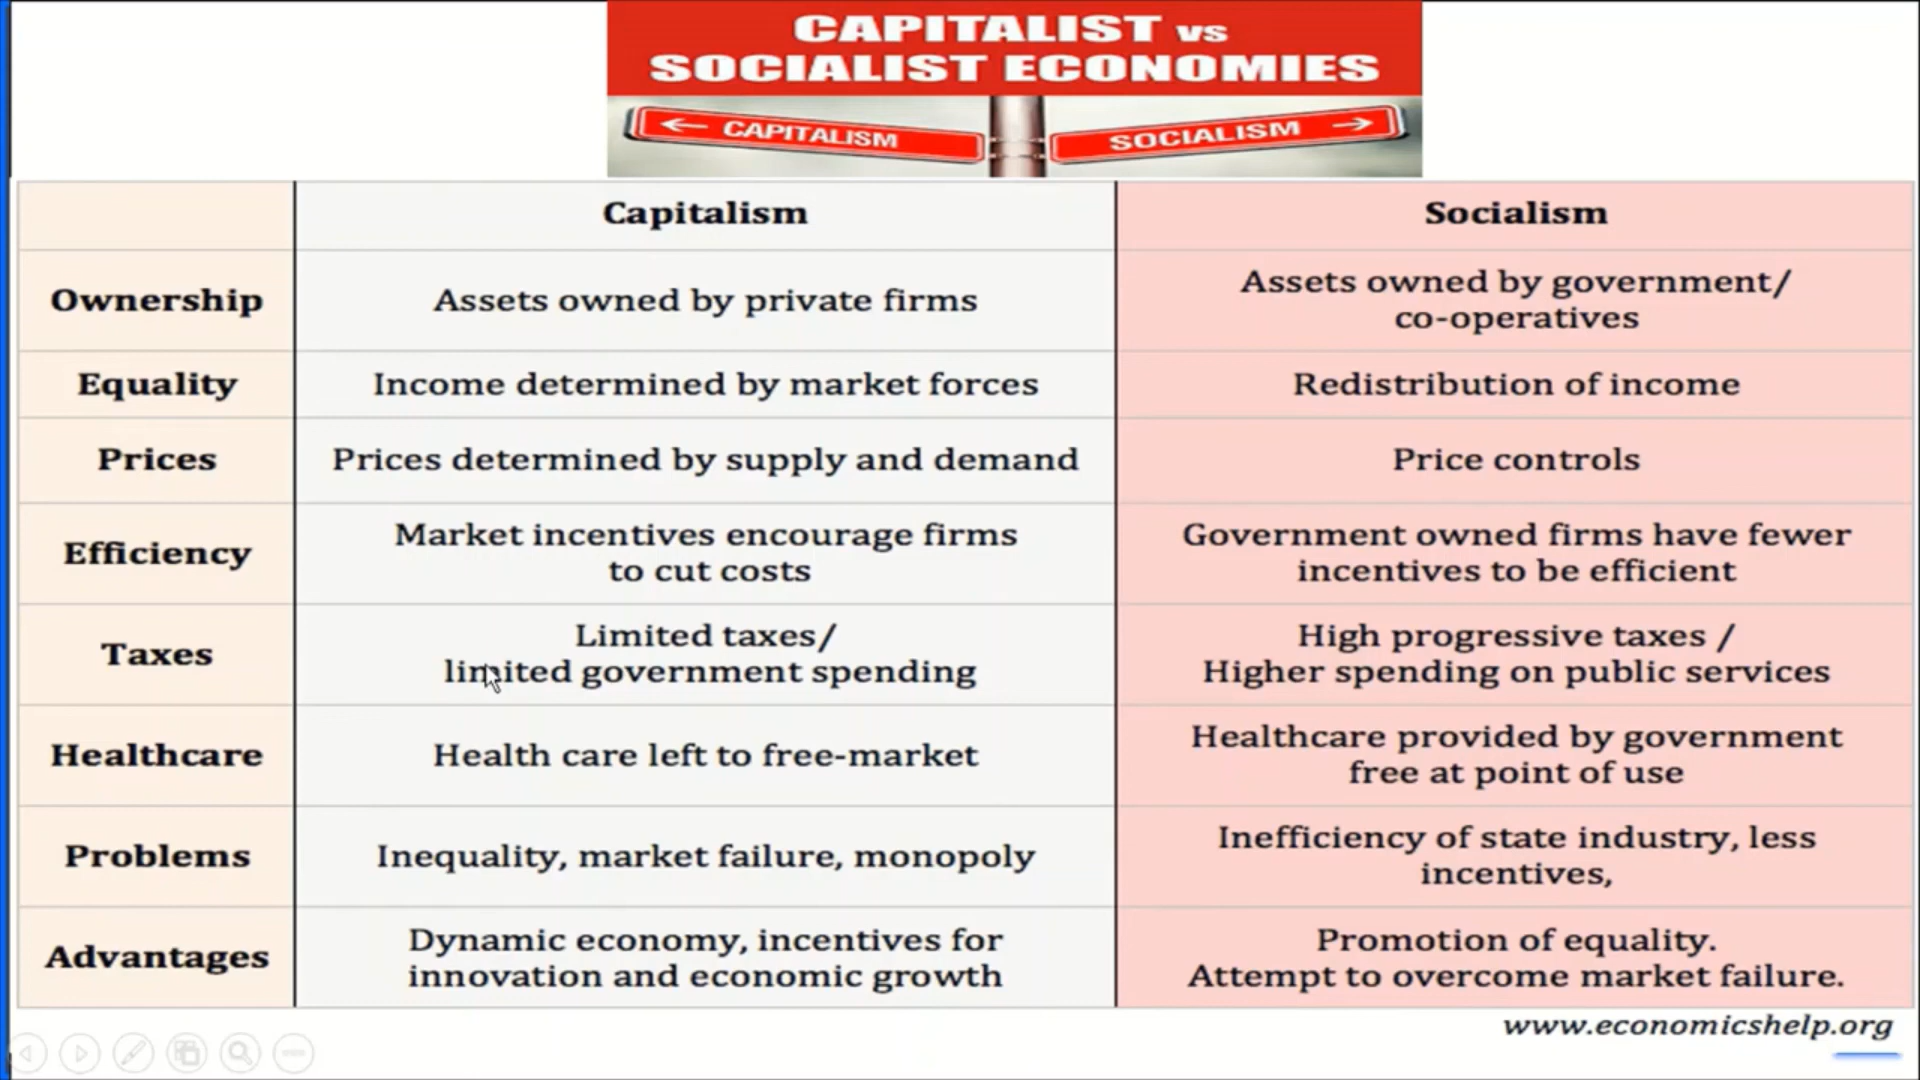 CAPITALIST vs
SOCIALIST ECONOMIES
← CAPITALISM
SOCIALISM →
Capitalism
Socialism
Ownership
Assets owned by private firms
Assets owned by government/
co-operatives
Equality
Income determined by market forces
Redistribution of income
Prices
Prices determined by supply and demand
Price controls
Efficiency
Market incentives encourage firms
to cut costs
Government owned firms have fewer
incentives to be efficient
Taxes
Limited taxes/
limited government spending
High progressive taxes /
Higher spending on public services
Healthcare
Health care left to free-market
Healthcare provided by government
free at point of use
Problems
Inequality, market failure, monopoly
Inefficiency of state industry, less
incentives,
Advantages
Dynamic economy, incentives for
innovation and economic growth
Promotion of equality.
Attempt to overcome market failure.
www.economicshelp.org